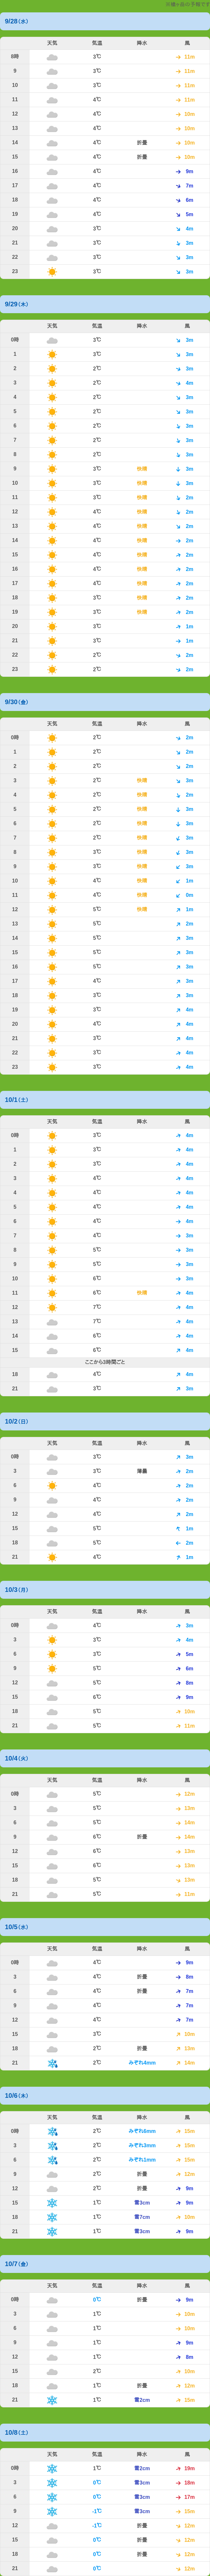 9/28(水)
天気 気温 降水 風
8時 3℃ 11m
9 3℃ 11m
10 3℃ 11m
11 4℃ 11m
12 4℃ 10m
13 4℃ 10m
14 4℃ 折曇 10m
15 4℃ 折曇 10m
16 4℃ 9m
17 4℃ 7m
18 4℃ 6m
19 4℃ 5m
20 3℃ 4m
21 3℃ 3m
22 3℃ 3m
23 3℃ 3m
9/29(木)
天気 気温 降水 風
0時 3℃ 3m
1 3℃ 3m
2 3℃ 3m
3 2℃ 4m
4 2℃ 3m
5 2℃ 3m
6 2℃ 3m
7 2℃ 3m
8 2℃ 3m
9 3℃ 快晴 3m
10 3℃ 快晴 3m
11 3℃ 快晴 2m
12 4℃ 快晴 2m
13 4℃ 快晴 2m
14 4℃ 快晴 2m
15 4℃ 快晴 2m
16 4℃ 快晴 2m
17 4℃ 快晴 2m
18 3℃ 快晴 2m
19 3℃ 快晴 2m
20 3℃ 1m
21 3℃ 1m
22 2℃ 2m
23 2℃ 2m
9/30(金)
天気 気温 降水 風
0時 2℃ 2m
1 2℃ 2m
2 2℃ 2m
3 2℃ 快晴 3m
4 2℃ 快晴 2m
5 2℃ 快晴 3m
6 2℃ 快晴 3m
7 2℃ 快晴 3m
8 3℃ 快晴 3m
9 3℃ 快晴 3m
10 4℃ 快晴 1m
11 4℃ 快晴 0m
12 5℃ 快晴 1m
13 5℃ 2m
14 5℃ 3m
15 5℃ 3m
16 5℃ 3m
17 4℃ 3m
18 3℃ 3m
19 3℃ 4m
20 4℃ 4m
21 3℃ 4m
22 3℃ 4m
23 3℃ 4m
10/1(土)
天気 気温 降水 風
0時 3℃ 4m
1 3℃ 4m
2 3℃ 4m
3 4℃ 4m
4 4℃ 4m
5 4℃ 4m
6 4℃ 4m
7 4℃ 3m
8 5℃ 3m
9 5℃ 3m
10 6℃ 3m
11 6℃ 快晴 4m
12 7℃ 4m
13 7℃ 4m
14 6℃ 4m
15 6℃ 4m
ここから3時間ごと
18 4℃ 4m
21 3℃ 3m
10/2(日)
天気 気温 降水 風
0時 3℃ 3m
3 3℃ 薄曇 2m
6 4℃ 2m
9 4℃ 2m
12 4℃ 2m
15 5℃ 1m
18 5℃ 2m
21 4℃ 1m
10/3(月)
天気 気温 降水 風
0時 4℃ 3m
3 3℃ 4m
6 3℃ 5m
9 5℃ 6m
12 5℃ 8m
15 6℃ 9m
18 5℃ 10m
21 5℃ 11m
10/4(火)
天気 気温 降水 風
0時 5℃ 12m
3 5℃ 13m
6 5℃ 14m
9 6℃ 折曇 14m
12 6℃ 13m
15 6℃ 13m
18 5℃ 13m
21 5℃ 11m
10/5(水)
天気 気温 降水 風
0時 4℃ 9m
3 4℃ 折曇 8m
6 4℃ 折曇 7m
9 4℃ 7m
12 4℃ 7m
15 3℃ 10m
18 2℃ 折曇 13m
21 2℃ みぞれ4mm 14m
10/6(木)
天気 気温 降水 風
0時 2℃ みぞれ6mm 15m
3 2℃ みぞれ3mm 15m
6 2℃ みぞれ1mm 15m
9 2℃ 折曇 12m
12 2℃ 折曇 9m
15 1℃ 雪3cm 9m
18 1℃ 雪7cm 10m
21 1℃ 雪3cm 9m
10/7(金)
天気 気温 降水 風
0時 0℃ 折曇 9m
3 1℃ 10m
6 1℃ 10m
9 1℃ 9m
12 1℃ 8m
15 2℃ 10m
18 1℃ 折曇 12m
21 1℃ 雪2cm 15m
10/8(土)
天気 気温 降水 風
0時 1℃ 雪2cm 19m
3 0℃ 雪3cm 18m
6 0℃ 雪3cm 17m
9 -1℃ 雪3cm 15m
12 -1℃ 折曇 12m
15 0℃ 折曇 12m
18 0℃ 折曇 12m
21 0℃ 12m